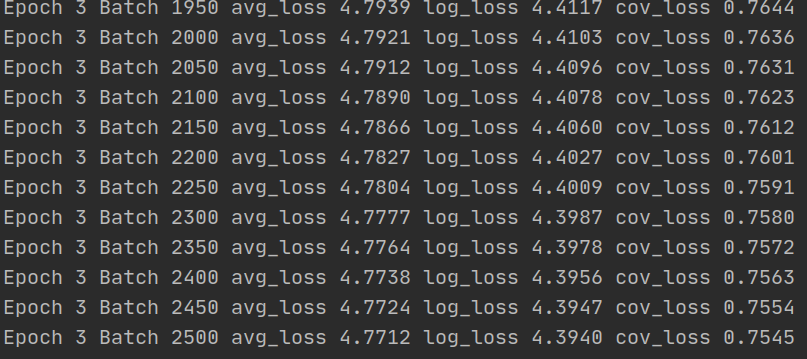 Epoch 3 Batch 1950 avg_loss 4.7939 log_loss 4.4117 cov_loss 0.7644
Epoch 3 Batch 2000 avg_loss 4.7921 log_loss 4.4103 cov_loss 0.7636
Epoch 3 Batch 2050 avg_loss 4.7912 log_loss 4.4096 cov_loss 0.7631
Epoch 3 Batch 2100 avg_loss 4.7890 log_loss 4.4078 cov_loss 0.7623
Epoch 3 Batch 2150 avg_loss 4.7866 log_loss 4.4060 cov_loss 0.7612
Epoch 3 Batch 2200 avg_loss 4.7827 log_loss 4.4027 cov_loss 0.7601
Epoch 3 Batch 2250 avg_loss 4.7804 log_loss 4.4009 cov_loss 0.7591
Epoch 3 Batch 2300 avg_loss 4.7777 log_loss 4.3987 cov_loss 0.7580
Epoch 3 Batch 2350 avg_loss 4.7764 log_loss 4.3978 cov_loss 0.7572
Epoch 3 Batch 2400 avg_loss 4.7738 log_loss 4.3956 cov_loss 0.7563
Epoch 3 Batch 2450 avg_loss 4.7724 log_loss 4.3947 cov_loss 0.7554
Epoch 3 Batch 2500 avg_loss 4.7712 log_loss 4.3940 cov_loss 0.7545